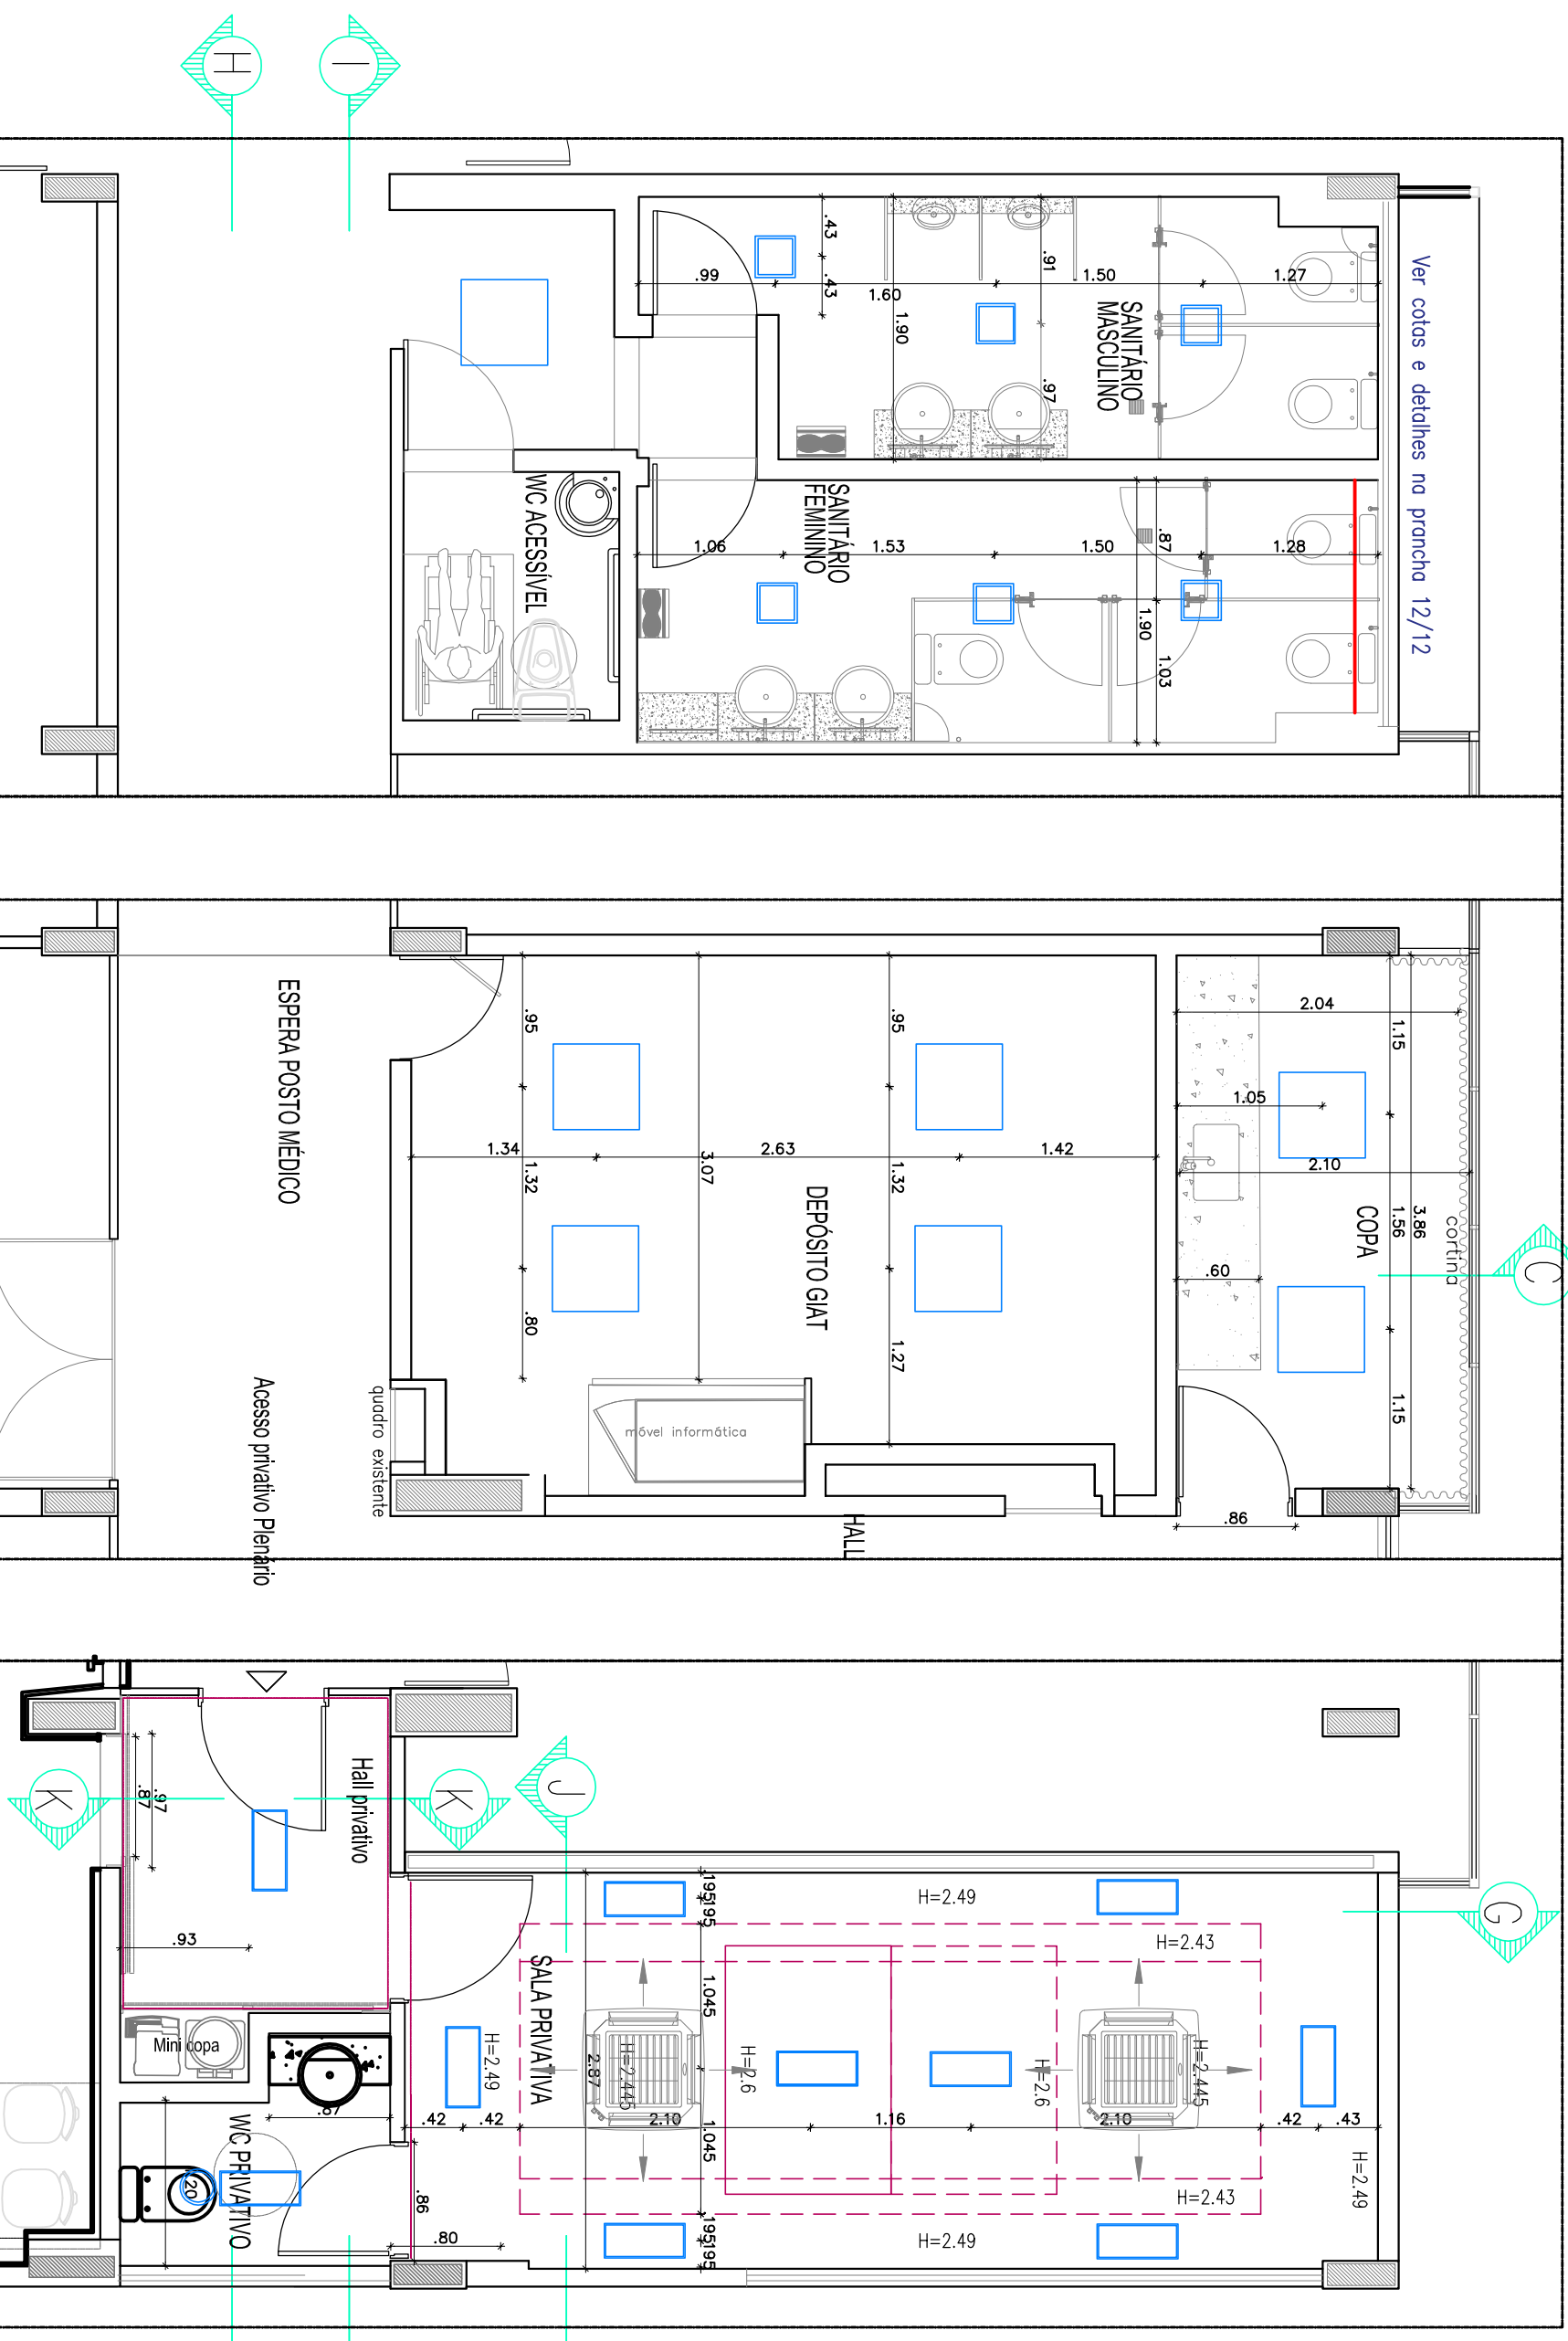 H
I
Ver cotas e detalhes na prancha 12/12
.43
.43
.99
1.60
1.90
.91
.97
1.50
1.27
SANITÁRIO
MASCULINO
WC ACESSÍVEL
SANITÁRIO
FEMININO
1.06
1.53
1.50
1.28
.87
1.90
1.03
ESPERA POSTO MÉDICO
.95
.95
1.34
1.32
3.07
2.63
1.32
1.42
.80
1.27
DEPÓSITO GIAT
móvel informática
2.04
1.15
1.05
2.10
3.86
1.56
COPA
cortina
.60
1.15
.86
C
Acesso privativo Plenário
quadro existente
HALL
Hall privativo
.97
.87
K
K
J
G
.93
Mini copa
.87
WC PRIVATIVO
20
.86
.80
SALA PRIVATIVA
.195
.195
1.045
1.045
.195
.195
2.87
H=2.49
H=2.43
H=2.49
H=2.445
H=2.6
H=2.6
H=2.445
.42
.42
2.10
1.16
2.10
.42
.43
H=2.49
H=2.43
H=2.49